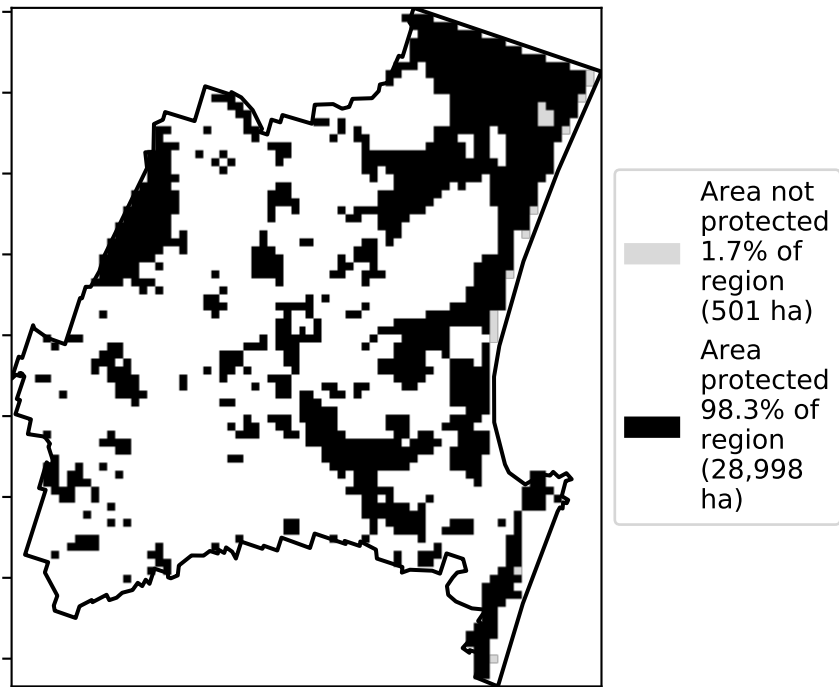 Area not
protected
1.7% of
region
(501 ha)
Area
protected
98.3% of
region
(28,998
ha)